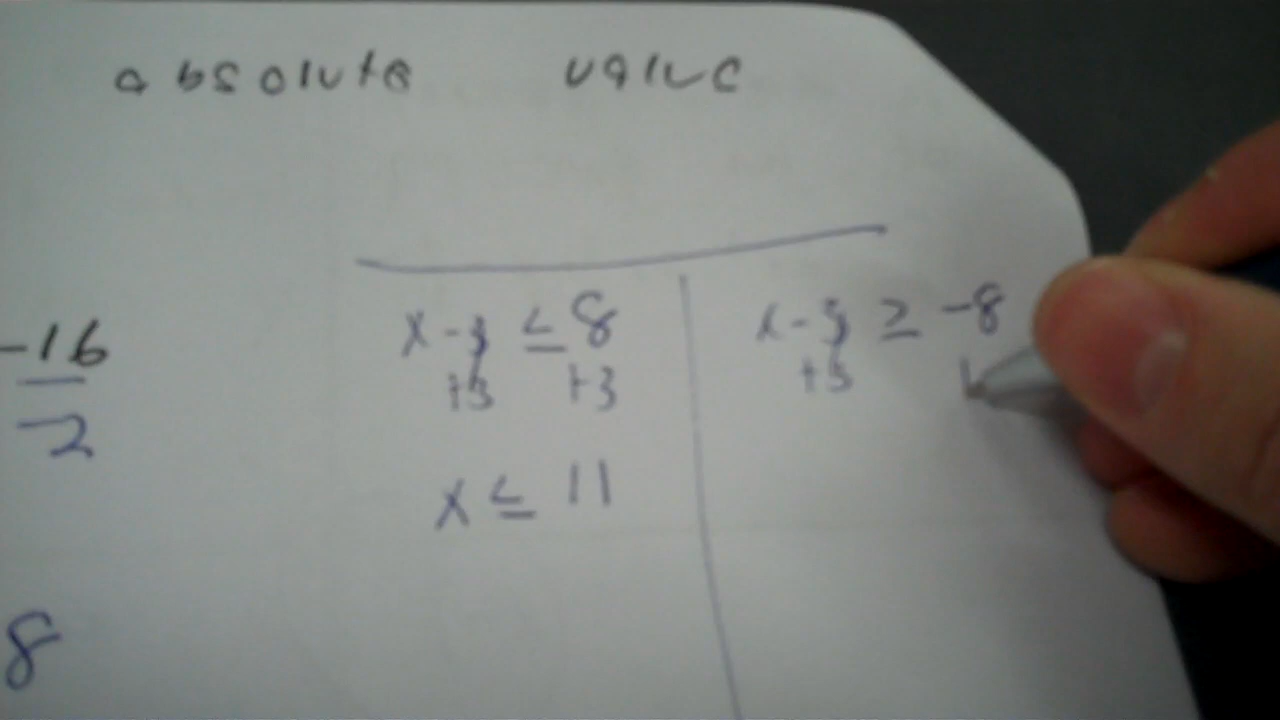 absolute value
-16
-2
8
x - 3 ≤ 8
+3 +3
x ≤ 11
x - 3 ≥ -8
+3